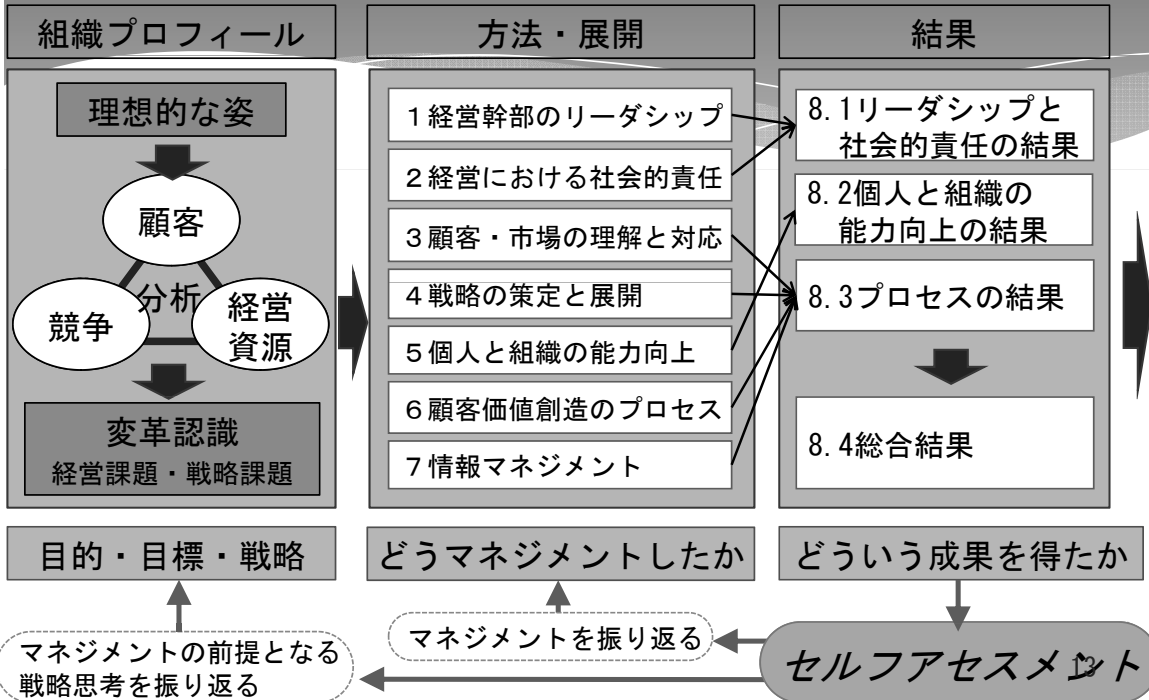 組織プロフィール
方法・展開
結果
理想的な姿
顧客
分析
競争
経営
資源
変革認識
経営課題・戦略課題
1経営幹部のリーダシップ
2経営における社会的責任
3顧客・市場の理解と対応
4戦略の策定と展開
5個人と組織の能力向上
6顧客価値創造のプロセス
7情報マネジメント
8.1リーダシップと
社会的責任の結果
8.2個人と組織の
能力向上の結果
8.3プロセスの結果
8.4総合結果
目的・目標・戦略
どうマネジメントしたか
どういう成果を得たか
マネジメントを振り返る
マネジメントの前提となる
戦略思考を振り返る
セルフアセスメント
13